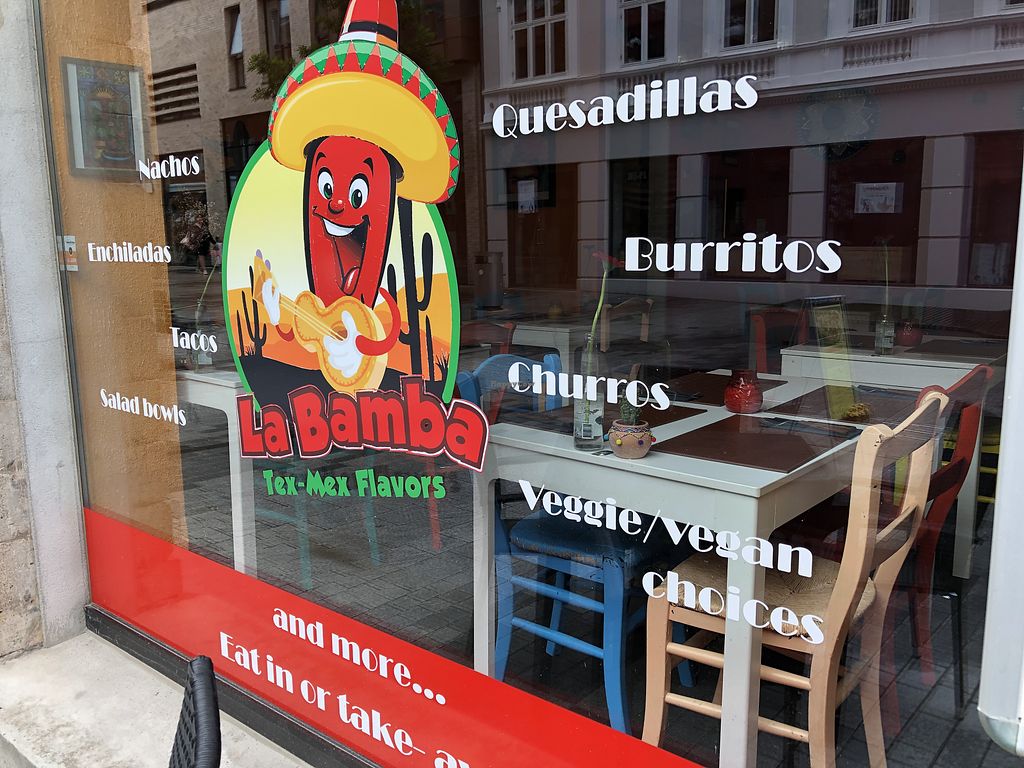 Nachos
Enchiladas
Tacos
Salad bowls
La Bamba
Tex-Mex Flavors
Quesadillas
Burritos
churros
Veggie/Vegan
choices
and more...
Eat in or take-